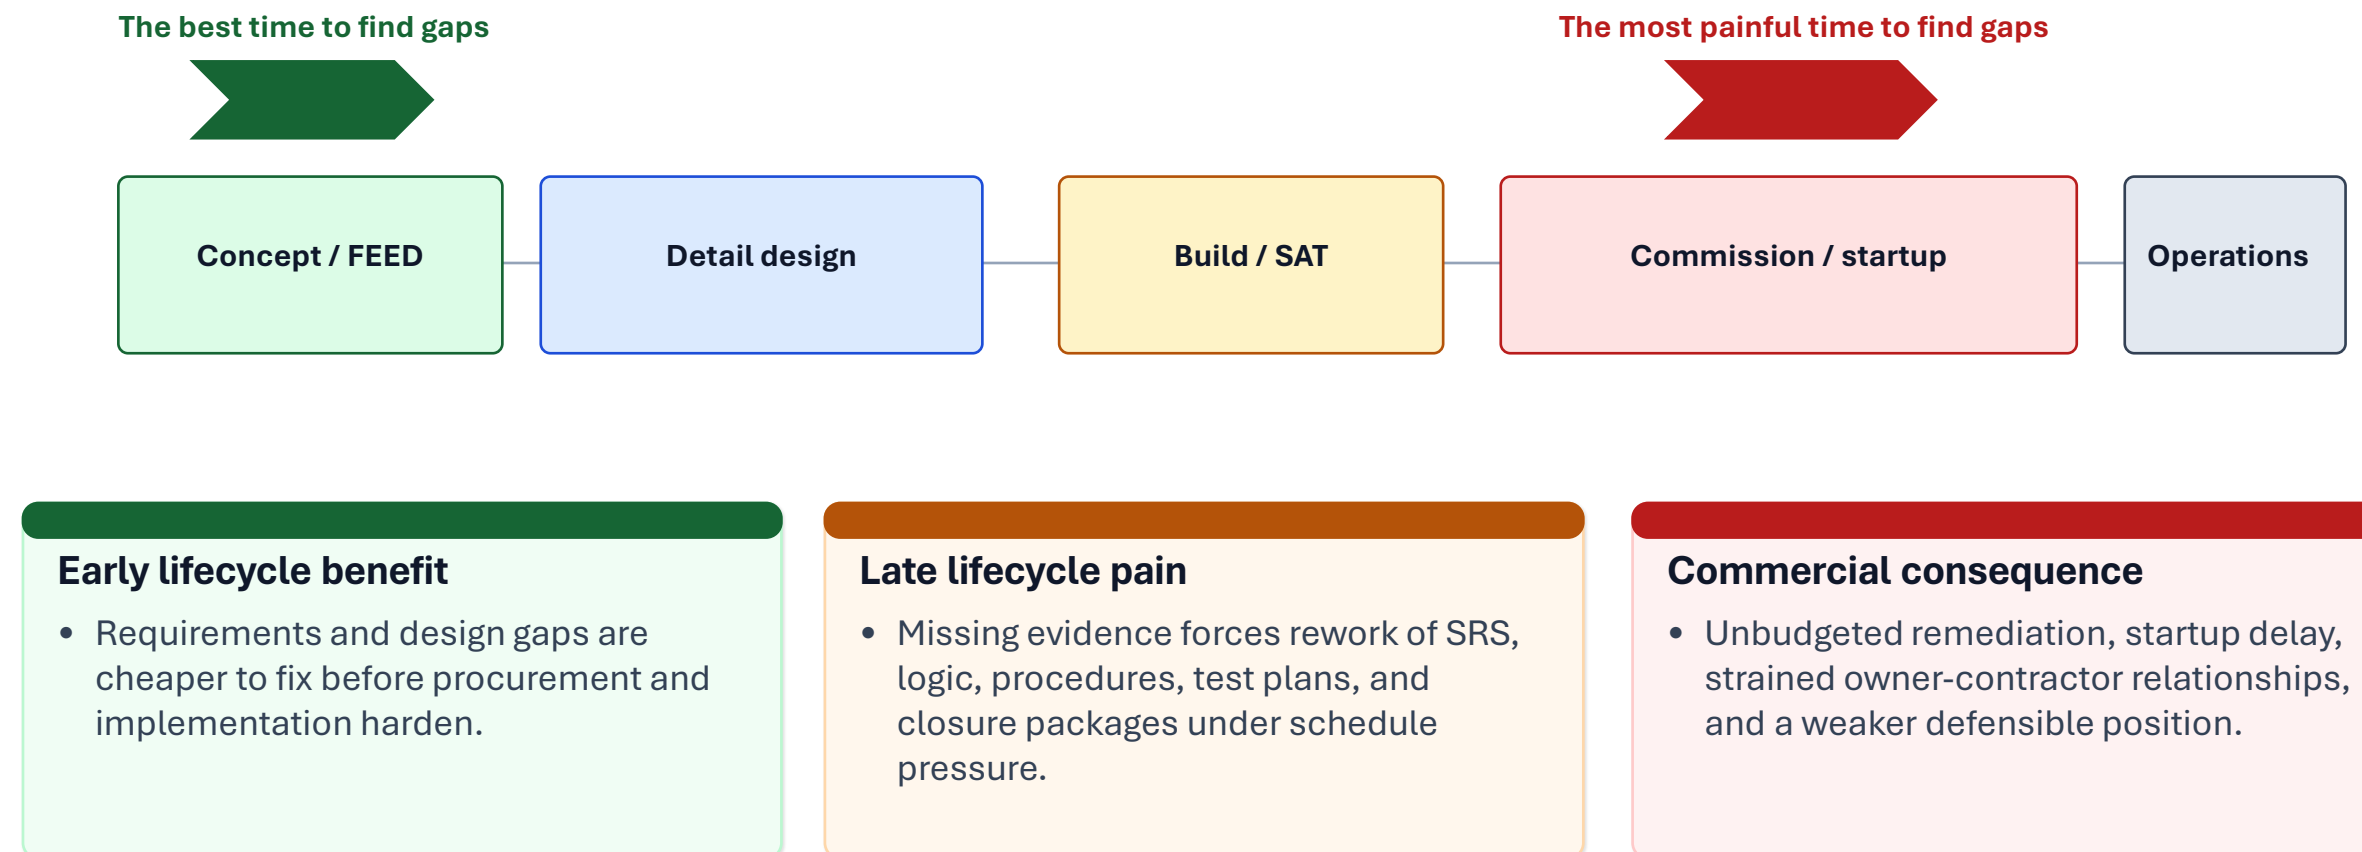 The best time to find gaps
The most painful time to find gaps
Concept / FEED
Detail design
Build / SAT
Commission / startup
Operations
Early lifecycle benefit
• Requirements and design gaps are
cheaper to fix before procurement and
implementation harden.
Late lifecycle pain
• Missing evidence forces rework of SRS,
logic, procedures, test plans, and
closure packages under schedule
pressure.
Commercial consequence
• Unbudgeted remediation, startup delay,
strained owner-contractor relationships,
and a weaker defensible position.